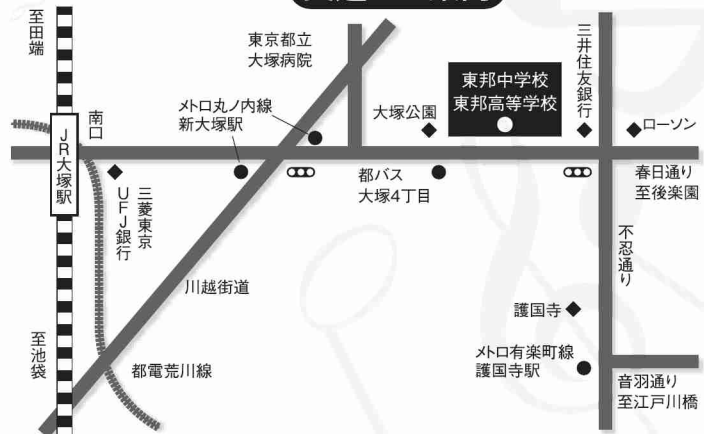 至田端
南口
JR大塚駅
三菱東京
UFJ銀行
至池袋
都電荒川線
川越街道
メトロ丸ノ内線
新大塚駅
東京都立
大塚病院
大塚公園
都バス
大塚4丁目
東邦中学校
東邦高等学校
三井住友銀行
ローソン
春日通り
至後楽園
不忍通り
護国寺
メトロ有楽町線
護国寺駅
音羽通り
至江戸川橋